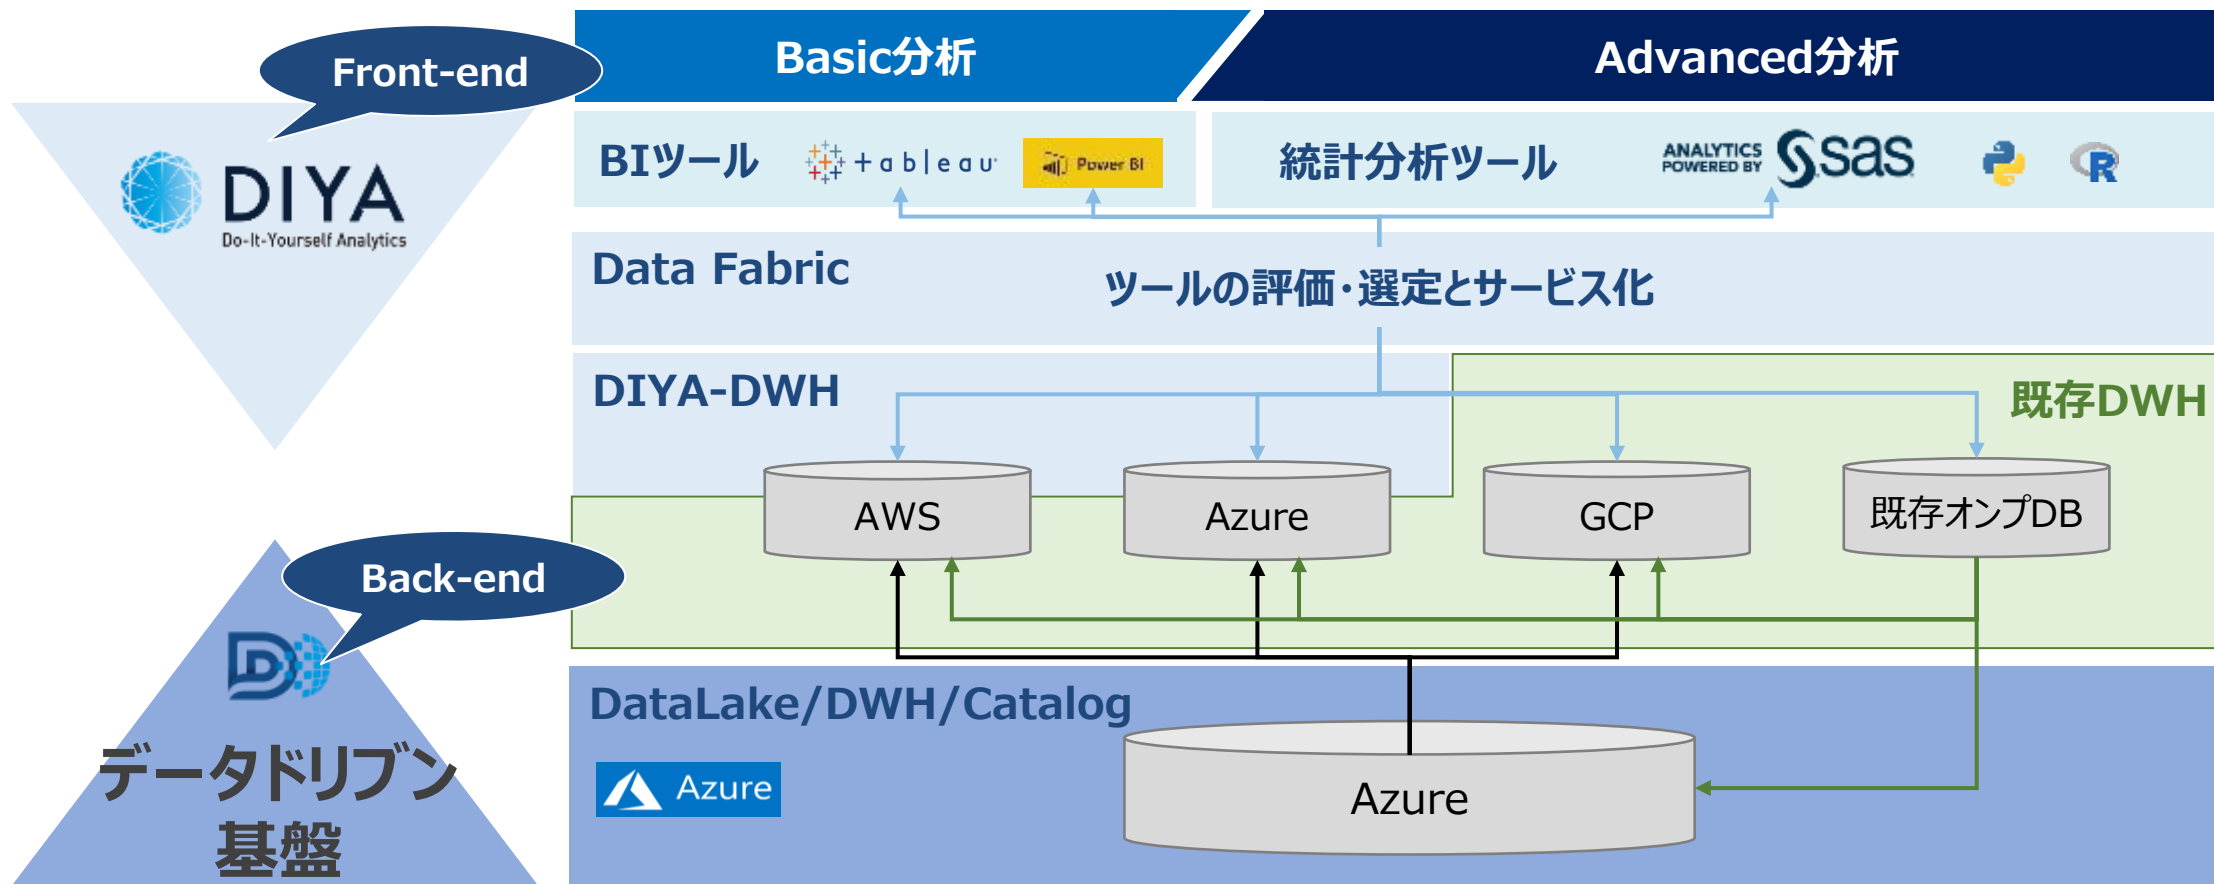 Front-end
Basic分析
Advanced分析
DIYA
Do-It-Yourself Analytics
BIツール
+ableau
Power BI
統計分析ツール
ANALYTICS
POWERED BY
sas
R
Data Fabric
ツールの評価・選定とサービス化
DIYA-DWH
既存DWH
AWS
Azure
GCP
既存オンプDB
Back-end
D
データドリブン
基盤
DataLake/DWH/Catalog
Azure
Azure